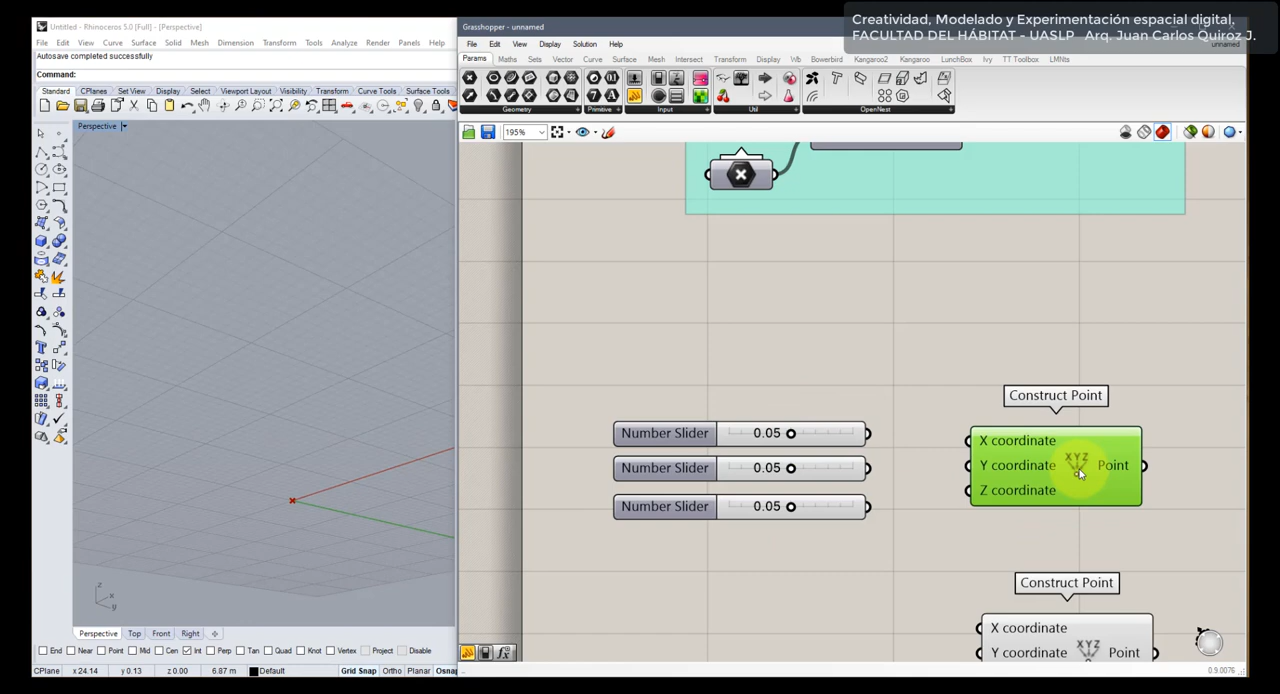 Creatividad, Modelado y Experimentación espacial digital.
FACULTAD DEL HÁBITAT - UASLP Arq. Juan Carlos Quiroz J.
Untitled - Rhinoceros 5.0 [Full] - [Perspective]
File Edit View Curve Surface Solid Mesh Dimension Transform Tools Analyze Render Panels Help
Autosave completed successfully
Command:
Standard CPlanes Set View Display Select Viewport Layout Visibility Transform Curve Tools Surface Tools
Perspective
z
x
y
Perspective Top Front Right
End Near Point Mid Cen Int Perp Tan Quad Knot Vertex Project Disable
CPlane x 24.14 y 0.13 z 0.00 6.87 m Default Grid Snap Ortho Planar Osnap
Grasshopper - unnamed
File Edit View Display Solution Help
unnamed
Params Maths Sets Vector Curve Surface Mesh Intersect Transform Display Wb Bowerbird Kangaroo2 Kangaroo LunchBox Ivy TT Toolbox LMNts
Geometry Primitive Input Util OpenNest
195%
Construct Point
Number Slider 0.05
Number Slider 0.05
Number Slider 0.05
X coordinate
Y coordinate
Z coordinate
XYZ
Point
Construct Point
X coordinate
Y coordinate
XYZ
Point
0.9.0076